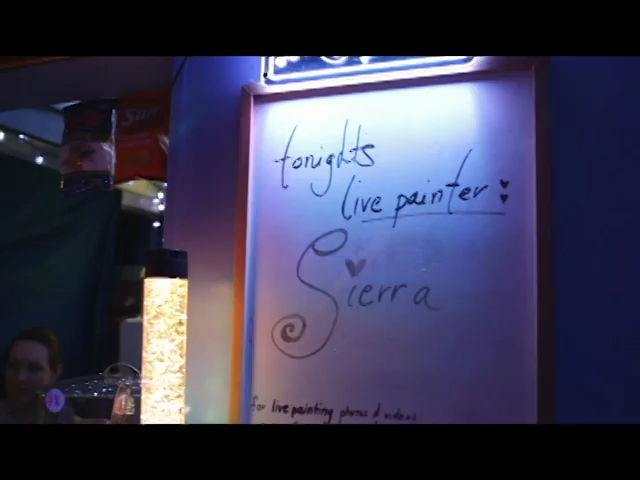 tonights
live painter:
Sierra
for live painting photos & videos